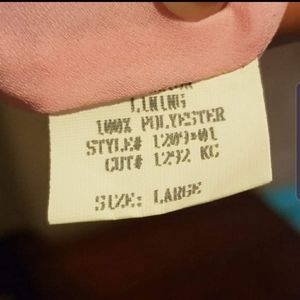 LINING
100% POLYESTER
STYLE# 1209*01
CUT# 1292 KC
SIZE: LARGE